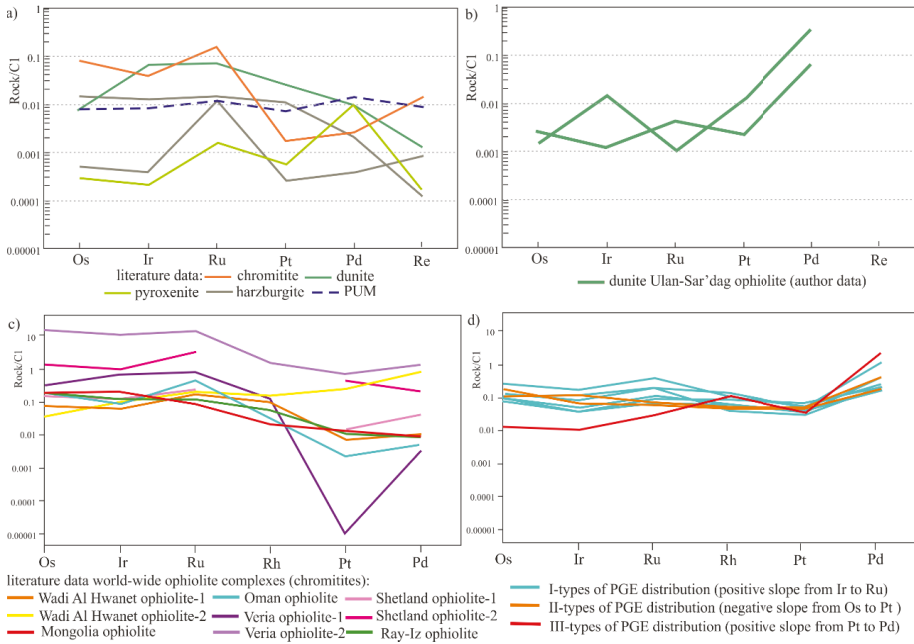 a)
Rock/C1
1
0.1
0.01
0.001
0.0001
0.00001
Os Ir Ru Pt Pd Re
literature data: chromitite dunite
pyroxenite harzburgite PUM
b)
Rock/C1
1
0.1
0.01
0.001
0.0001
0.00001
Os Ir Ru Pt Pd Re
dunite Ulan-Sar'dag ophiolite (author data)
c)
Rock/C1
10
1
0.1
0.01
0.001
0.0001
0.00001
Os Ir Ru Rh Pt Pd
literature data world-wide ophiolite complexes (chromitites):
Wadi Al Hwanet ophiolite-1 Oman ophiolite Shetland ophiolite-1
Wadi Al Hwanet ophiolite-2 Veria ophiolite-1 Shetland ophiolite-2
Mongolia ophiolite Veria ophiolite-2 Ray-Iz ophiolite
d)
Rock/C1
10
1
0.1
0.01
0.001
0.0001
0.00001
Os Ir Ru Rh Pt Pd
I-types of PGE distribution (positive slope from Ir to Ru)
II-types of PGE distribution (negative slope from Os to Pt )
III-types of PGE distribution (positive slope from Pt to Pd)